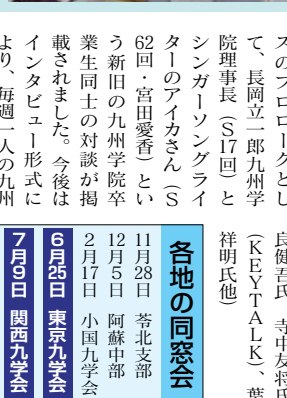 スのプロローグとし
て、長岡立一郎九州学
院理事長（S17回）と
シンガーソングライ
ターのアイカさん（S
62回・宮田愛香）とい
う新旧の九州学院卒
業生同士の対談が掲
載されました。今後は
インタビュー形式に
より、毎週一人の九州
良健吾氏　寺中友将氏
（KEYTALK）、葉
祥明氏他）
各地の同窓会
11月28日　苓北支部
12月5日　阿蘇中部
2月17日　小国九学会
6月25日　東京九学会
7月9日　関西九学会